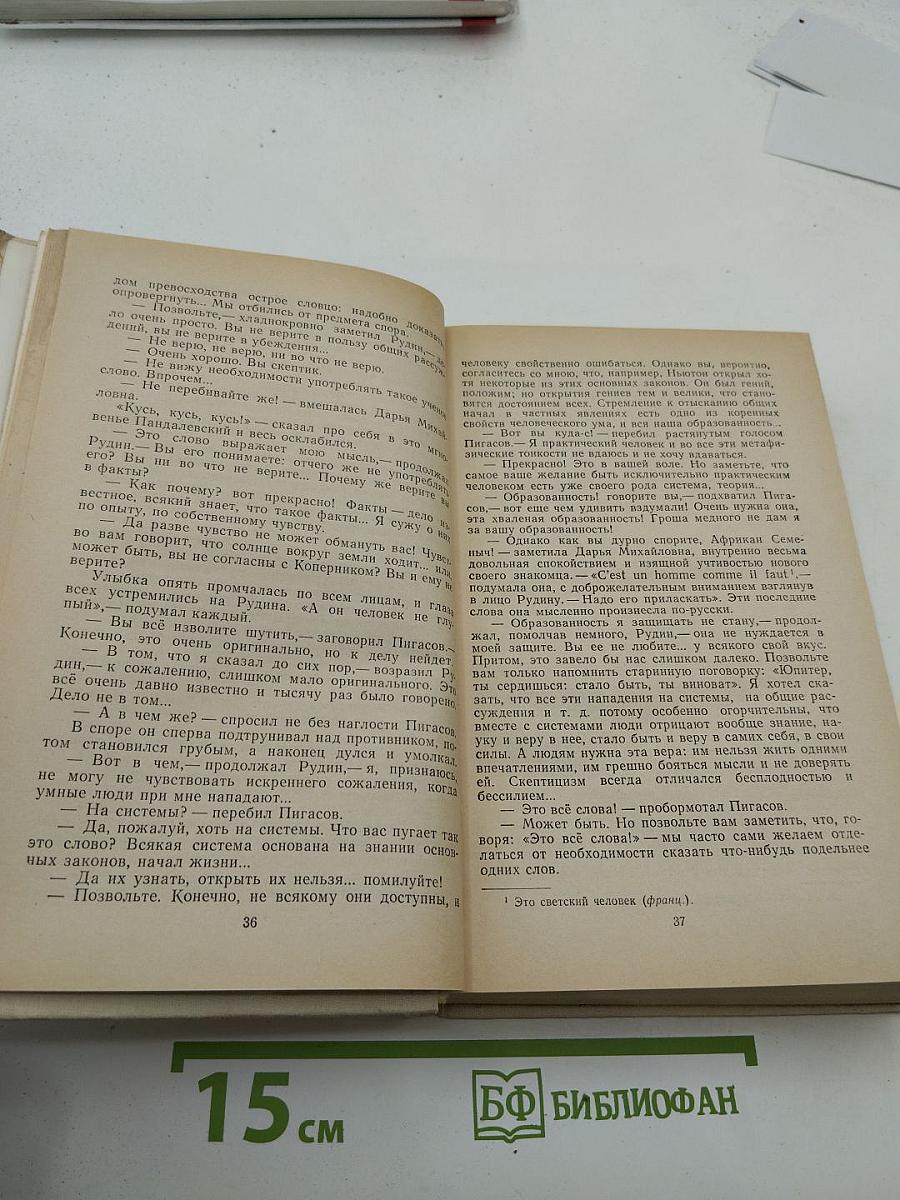 дом превосходства острое словцо: надобно доказать,
опровергнуть... Мы отбились от предмета спора.
— Позвольте,— хладнокровно заметил Рудин,— де-
ло очень просто. Вы не верите в пользу общих рассуж-
дений, вы не верите в убеждения...
— Не верю, не верю, ни во что не верю.
— Очень хорошо. Вы скептик.
— Не вижу необходимости употреблять такое ученое
слово. Впрочем...
— Не перебивайте же! — вмешалась Дарья Михай-
ловна.
«Кусь, кусь, кусь!» — сказал про себя в это мгно-
венье Пандалевский и весь осклабился.
— Это слово выражает мою мысль,— продолжал
Рудин.— Вы его понимаете: отчего же не употреблять
его? Вы ни во что не верите... Почему же верите вы
в факты?
— Как почему? вот прекрасно! Факты — дело из-
вестное, всякий знает, что такое факты... Я сужу о них
по опыту, по собственному чувству.
— Да разве чувство не может обмануть вас! Чувст-
во вам говорит, что солнце вокруг земли ходит... или,
может быть, вы не согласны с Коперником? Вы и ему не
верите?
Улыбка опять промчалась по всем лицам, и глаза
всех устремились на Рудина. «А он человек не глу-
пый»,— подумал каждый.
— Вы всё изволите шутить,— заговорил Пигасов.—
Конечно, это очень оригинально, но к делу нейдет.
— В том, что я сказал до сих пор,— возразил Ру-
дин,— к сожалению, слишком мало оригинального. Это
всё очень давно известно и тысячу раз было говорено.
Дело не в том...
— А в чем же? — спросил не без наглости Пигасов.
В споре он сперва подтрунивал над противником, по-
том становился грубым, а наконец дулся и умолкал.
— Вот в чем,— продолжал Рудин,— я, признаюсь,
не могу не чувствовать искреннего сожаления, когда
умные люди при мне нападают...
— На системы? — перебил Пигасов.
— Да, пожалуй, хоть на системы. Что вас пугает так
это слово? Всякая система основана на знании основ-
ных законов, начал жизни...
— Да их узнать, открыть их нельзя... помилуйте!
— Позвольте. Конечно, не всякому они доступны, и
36
человеку свойственно ошибаться. Однако вы, вероятно,
согласитесь со мною, что, например, Ньютон открыл хо-
тя некоторые из этих основных законов. Он был гений,
положим; но открытия гениев тем и велики, что стано-
вятся достоянием всех. Стремление к отысканию общих
начал в частных явлениях есть одно из коренных
свойств человеческого ума, и вся наша образованность...
— Вот вы куда-с! — перебил растянутым голосом
Пигасов.— Я практический человек и во все эти метафи-
зические тонкости не вдаюсь и не хочу вдаваться.
— Прекрасно! Это в вашей воле. Но заметьте, что
самое ваше желание быть исключительно практическим
человеком есть уже своего рода система, теория...
— Образованность! говорите вы,— подхватил Пига-
сов,— вот еще чем удивить вздумали! Очень нужна она,
эта хваленая образованность! Гроша медного не дам я
за вашу образованность!
— Однако как вы дурно спорите, Африкан Семе-
ныч! — заметила Дарья Михайловна, внутренно весьма
довольная спокойствием и изящной учтивостью нового
своего знакомца. — «C'est un homme comme il faut¹,—
подумала она, с доброжелательным вниманием взглянув
в лицо Рудину. — Надо его приласкать». Эти последние
слова она мысленно произнесла по-русски.
— Образованность я защищать не стану,— продол-
жал, помолчав немного, Рудин,— она не нуждается в
моей защите. Вы ее не любите... у всякого свой вкус.
Притом, это завело бы нас слишком далеко. Позвольте
вам только напомнить старинную поговорку: «Юпитер,
ты сердишься: стало быть, ты виноват». Я хотел ска-
зать, что все эти нападения на системы, на общие рас-
суждения и т. д. потому особенно огорчительны, что
вместе с системами люди отрицают вообще знание, на-
уку и веру в нее, стало быть и веру в самих себя, в свои
силы. А людям нужна эта вера: им нельзя жить одними
впечатлениями, им грешно бояться мысли и не доверять
ей. Скептицизм всегда отличался бесплодностью и
бессилием...
— Это всё слова! — пробормотал Пигасов.
— Может быть. Но позвольте вам заметить, что, го-
воря: «Это всё слова!» — мы часто сами желаем отде-
латься от необходимости сказать что-нибудь подельнее
одних слов.
¹ Это светский человек (франц.).
37
15 см
БФ БИБЛИОФАН